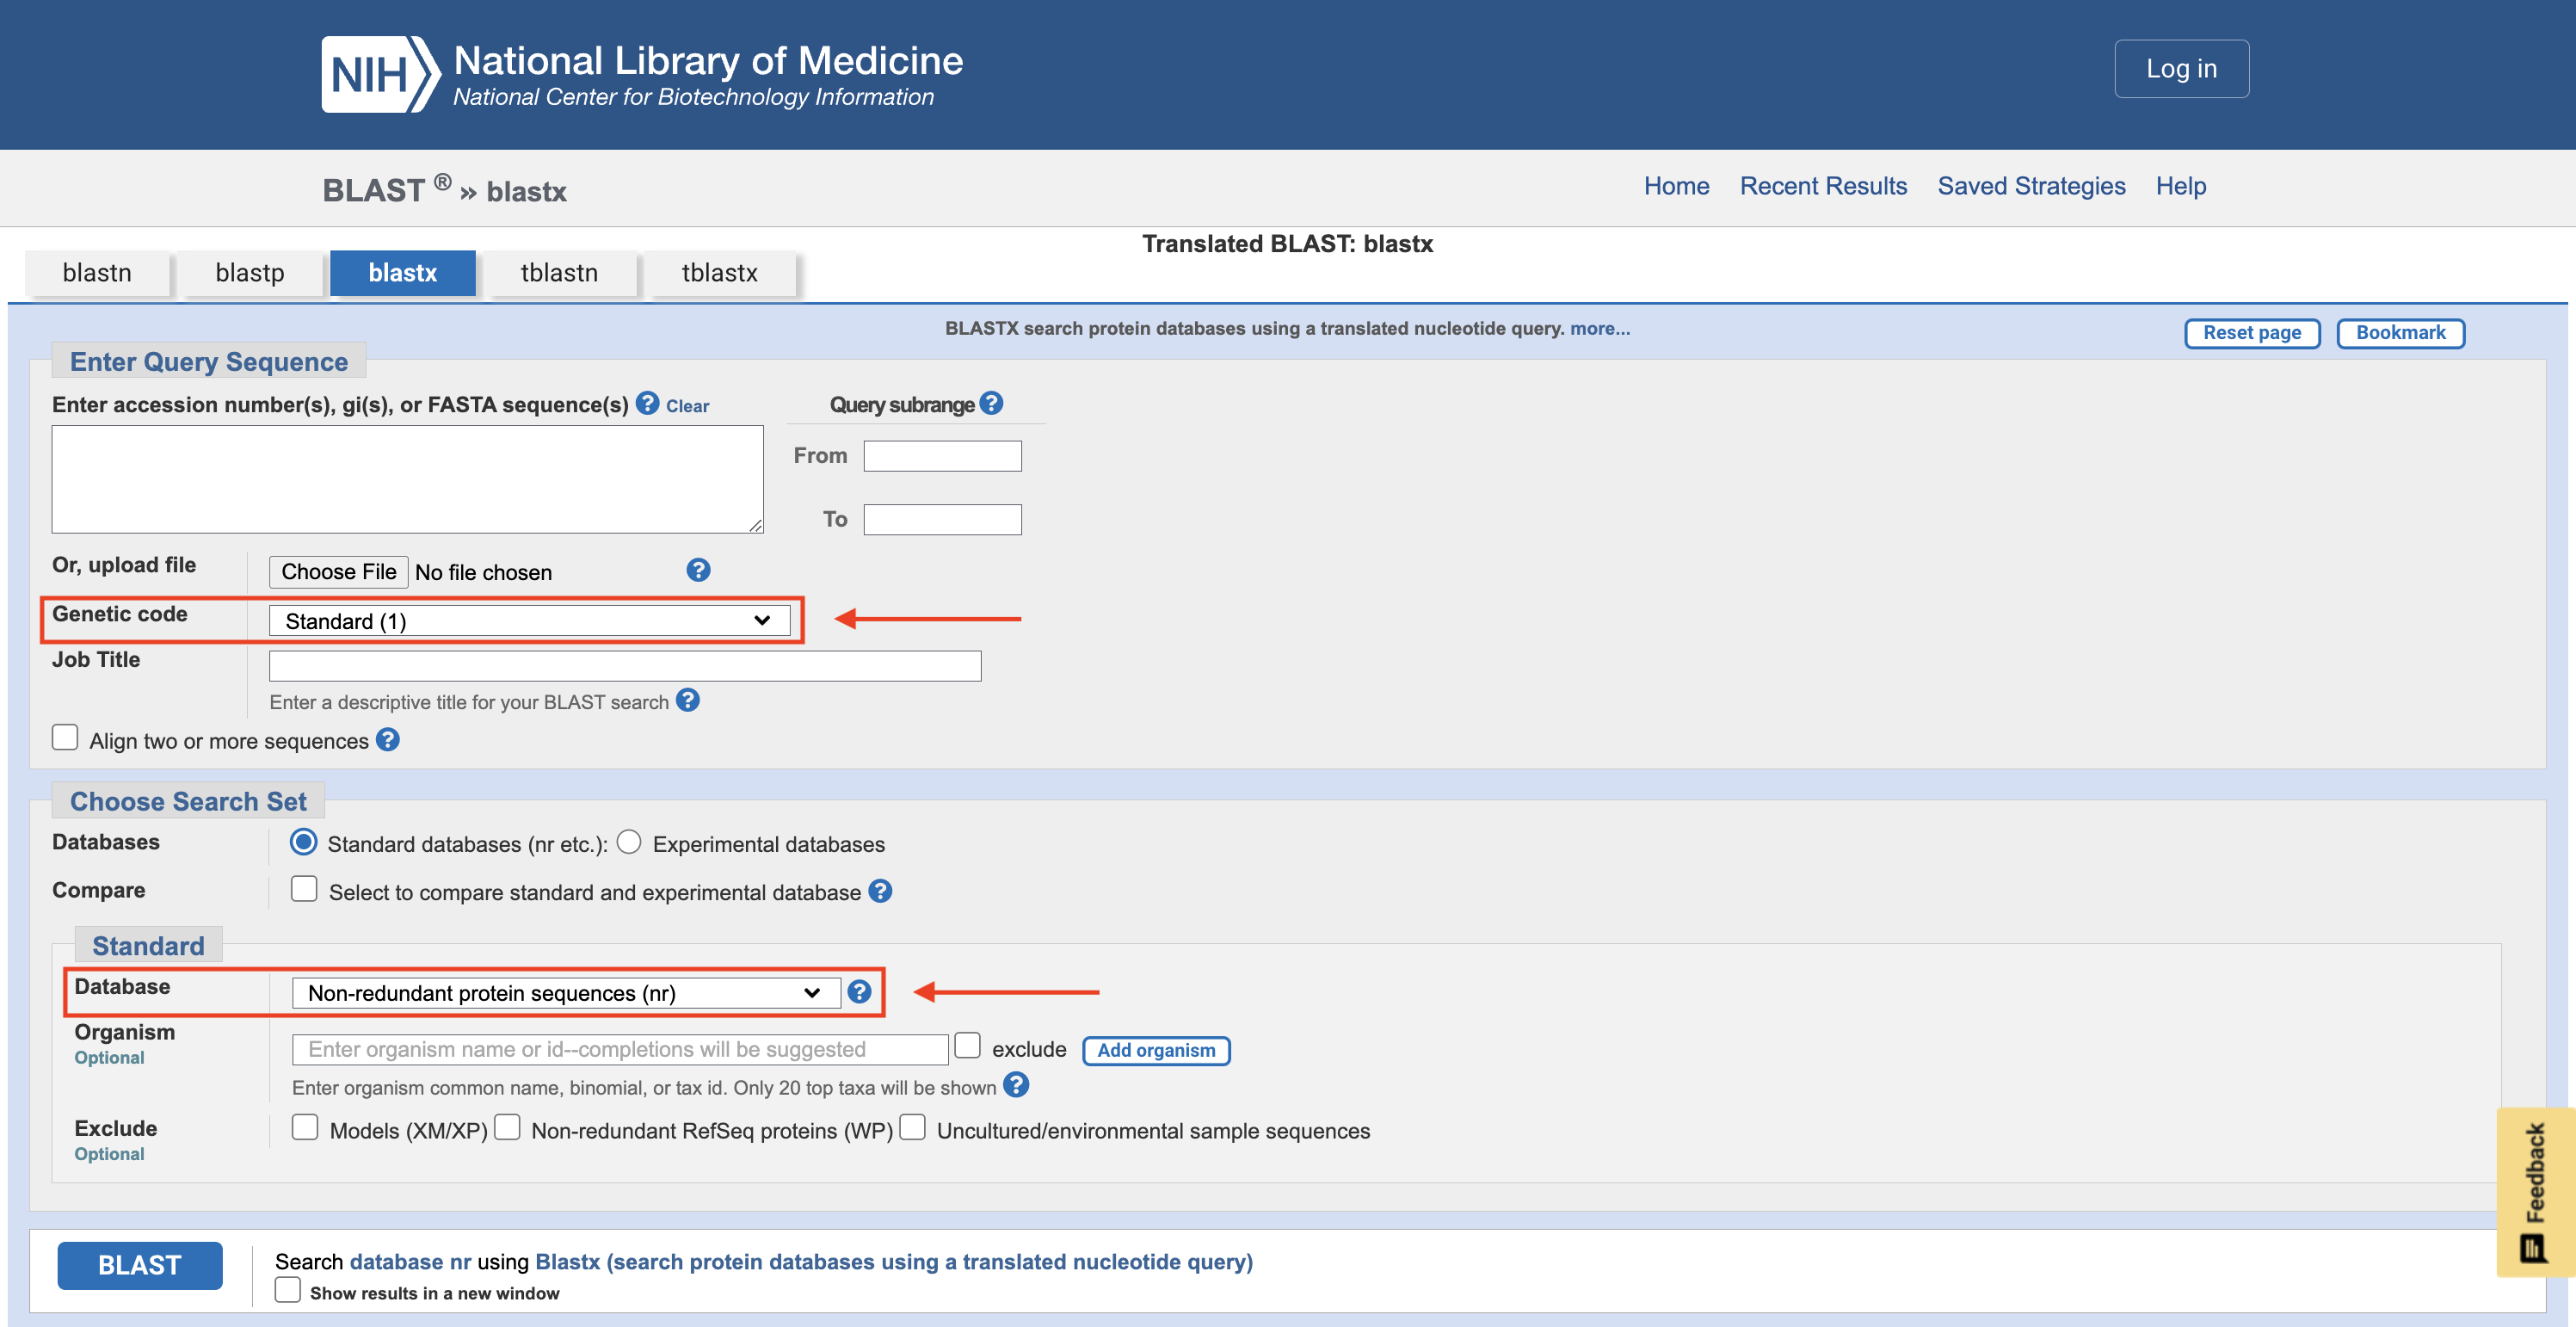 NIH National Library of Medicine
National Center for Biotechnology Information
Log in
BLAST ® » blastx
Home Recent Results Saved Strategies Help
Translated BLAST: blastx
blastn blastp blastx tblastn tblastx
BLASTX search protein databases using a translated nucleotide query. more...
Reset page Bookmark
Enter Query Sequence
Enter accession number(s), gi(s), or FASTA sequence(s) ? Clear
Query subrange ?
From
To
Or, upload file Choose File No file chosen ?
Genetic code Standard (1)
Job Title
Enter a descriptive title for your BLAST search ?
Align two or more sequences ?
Choose Search Set
Databases Standard databases (nr etc.): Experimental databases
Compare Select to compare standard and experimental database ?
Standard
Database Non-redundant protein sequences (nr) ?
Organism
Optional
Enter organism name or id--completions will be suggested exclude Add organism
Enter organism common name, binomial, or tax id. Only 20 top taxa will be shown ?
Exclude
Optional
Models (XM/XP) Non-redundant RefSeq proteins (WP) Uncultured/environmental sample sequences
Feedback
BLAST
Search database nr using Blastx (search protein databases using a translated nucleotide query)
Show results in a new window